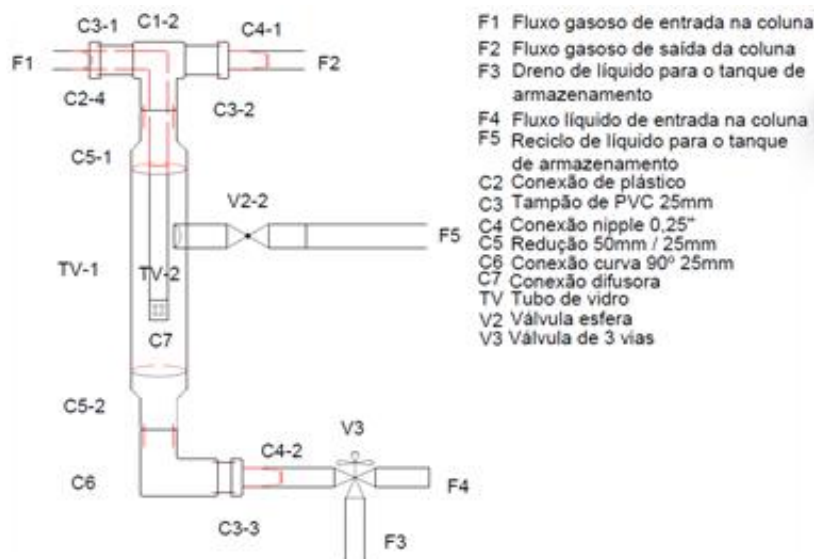 C3-1 C1-2 C4-1
F1 F2
C2-4 C3-2
C5-1
V2-2
F5
TV-1 TV-2
C7
C5-2
C4-2 V3
C6 F4
C3-3
F3
F1 Fluxo gasoso de entrada na coluna
F2 Fluxo gasoso de saída da coluna
F3 Dreno de líquido para o tanque de
armazenamento
F4 Fluxo líquido de entrada na coluna
F5 Reciclo de líquido para o tanque
de armazenamento
C2 Conexão de plástico
C3 Tampão de PVC 25mm
C4 Conexão nipple 0,25"
C5 Redução 50mm / 25mm
C6 Conexão curva 90º 25mm
C7 Conexão difusora
TV Tubo de vidro
V2 Válvula esfera
V3 Válvula de 3 vias